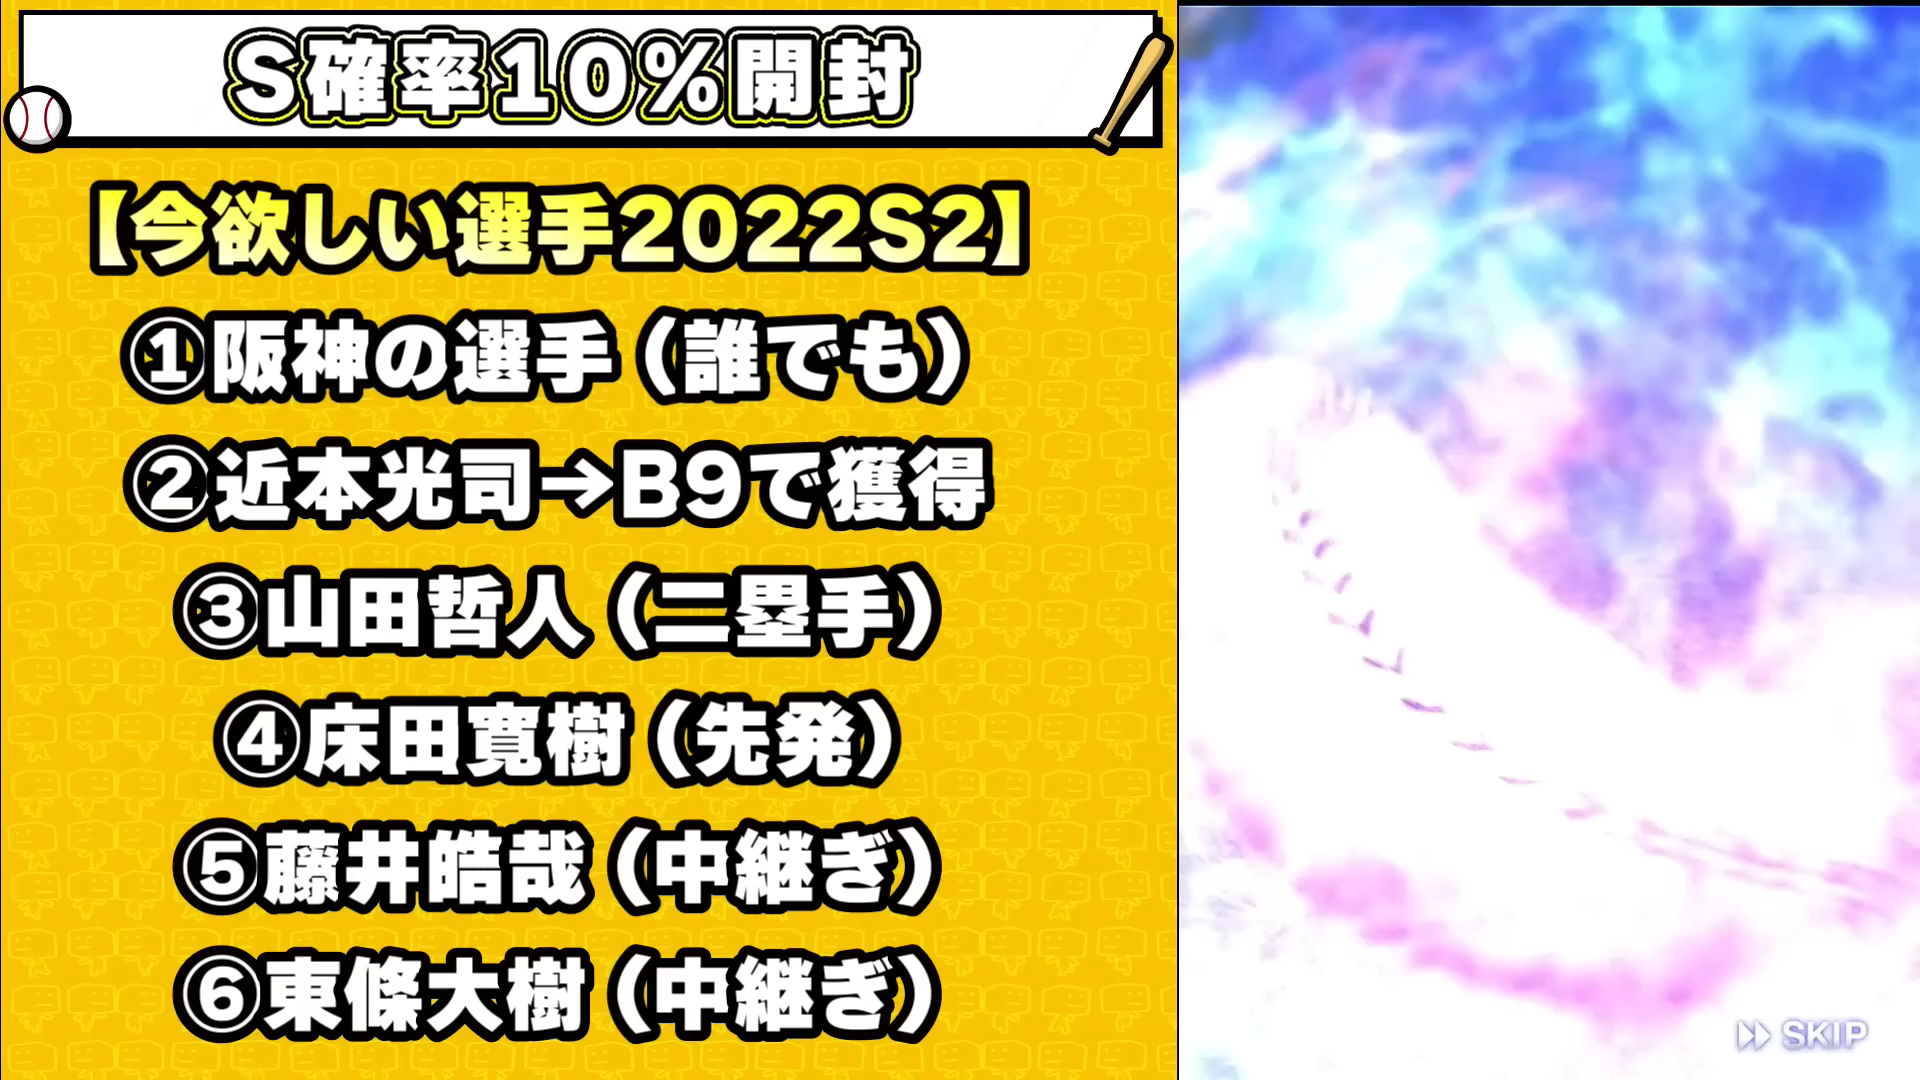 S確率10%開封
【今欲しい選手2022S2】
①阪神の選手（誰でも）
②近本光司→B9で獲得
③山田哲人（二塁手）
④床田寛樹（先発）
⑤藤井皓哉（中継ぎ）
⑥東條大樹（中継ぎ）
SKIP